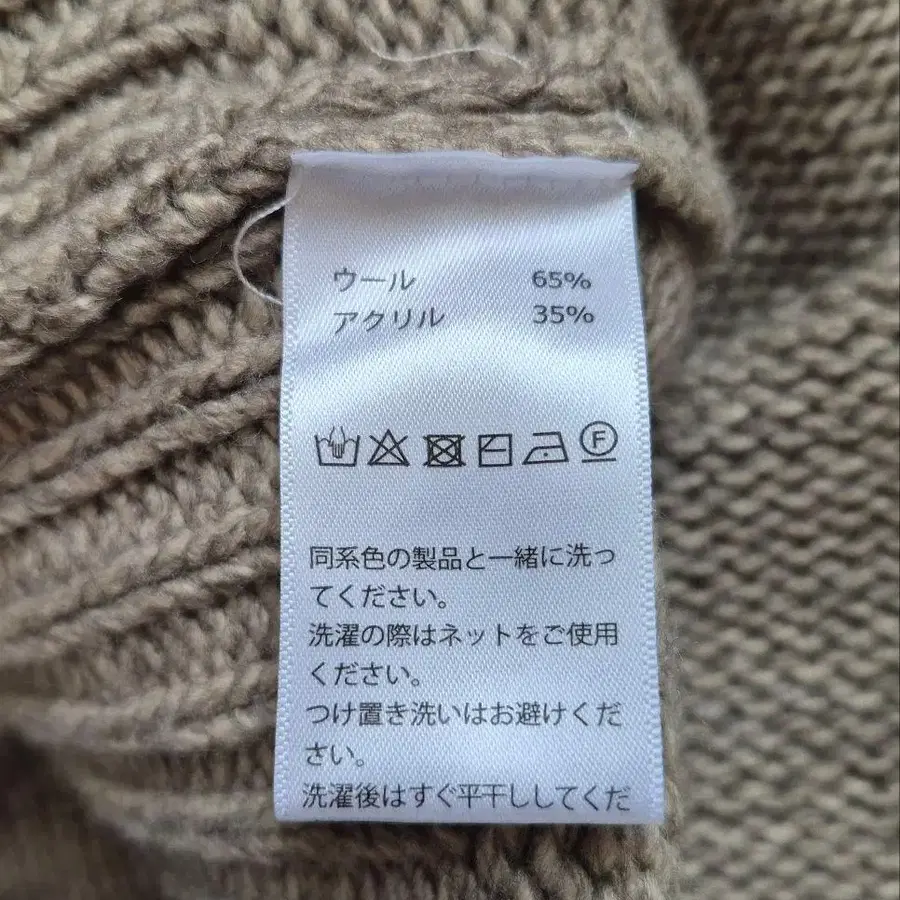 ウール 65%
アクリル 35%
F
同系色の製品と一緒に洗っ
てください。
洗濯の際はネットをご使用
ください。
つけ置き洗いはお避けくだ
さい。
洗濯後はすぐ平干ししてくだ